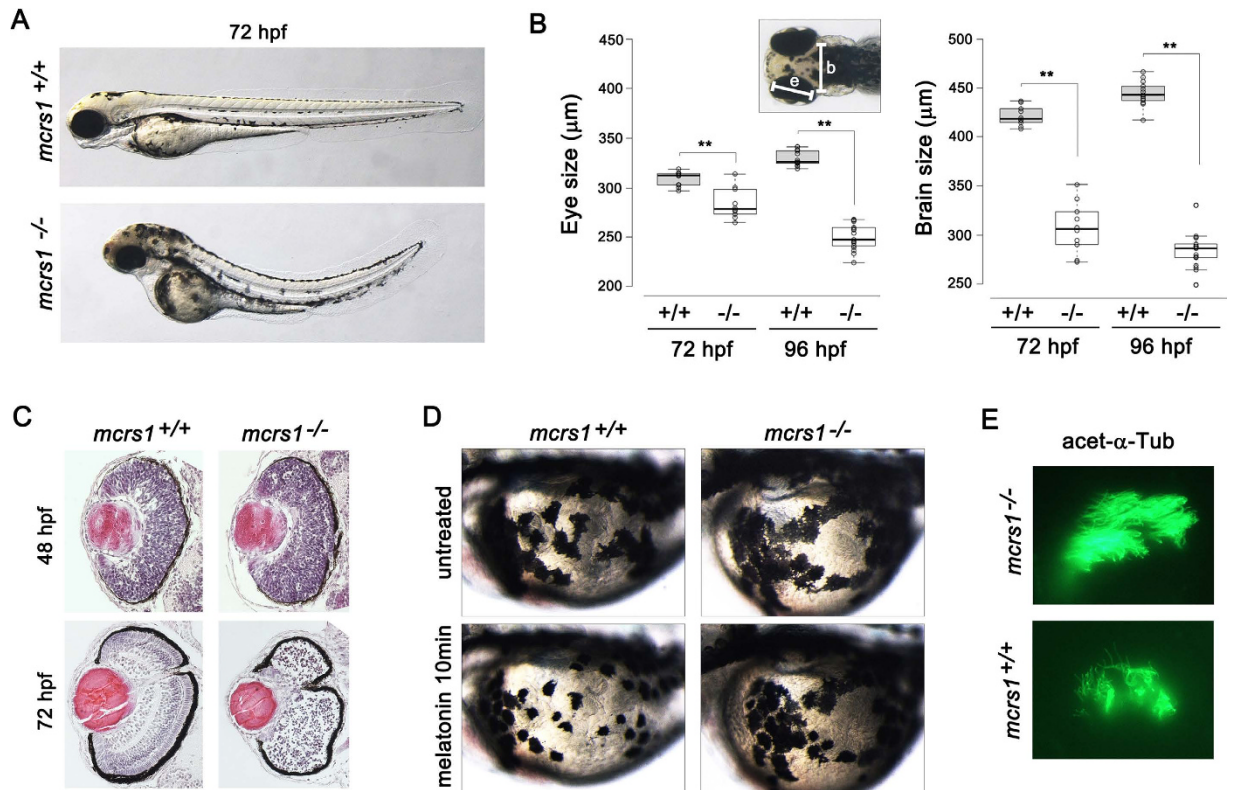 A
72 hpf
mcrs1 +/+
mcrs1 -/-
B
Eye size (µm)
450
400
350
300
250
200
e
b
**
**
+/+
-/-
+/+
-/-
72 hpf
96 hpf
Brain size (µm)
500
450
400
350
300
250
**
**
+/+
-/-
+/+
-/-
72 hpf
96 hpf
C
mcrs1+/+
mcrs1-/-
48 hpf
72 hpf
D
mcrs1+/+
mcrs1-/-
untreated
melatonin 10min
E
acet-α-Tub
mcrs1-/-
mcrs1+/+